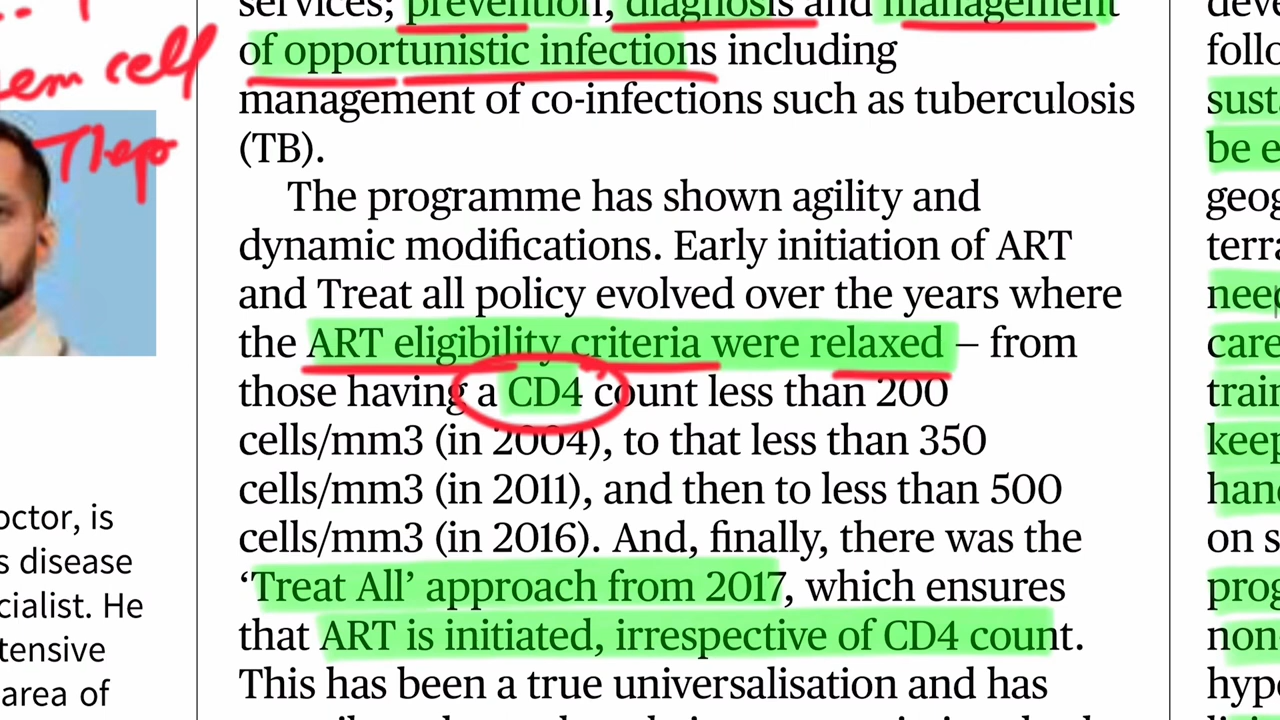 services; prevention, diagnosis and management
of opportunistic infections including
management of co-infections such as tuberculosis
(TB).
The programme has shown agility and
dynamic modifications. Early initiation of ART
and Treat all policy evolved over the years where
the ART eligibility criteria were relaxed – from
those having a CD4 count less than 200
cells/mm3 (in 2004), to that less than 350
cells/mm3 (in 2011), and then to less than 500
cells/mm3 (in 2016). And, finally, there was the
‘Treat All’ approach from 2017, which ensures
that ART is initiated, irrespective of CD4 count.
This has been a true universalisation and has
cell
octor, is
s disease
cialist. He
tensive
area of
follo
sust
be e
geog
terra
need
care
train
keep
hand
on s
prog
non
hype